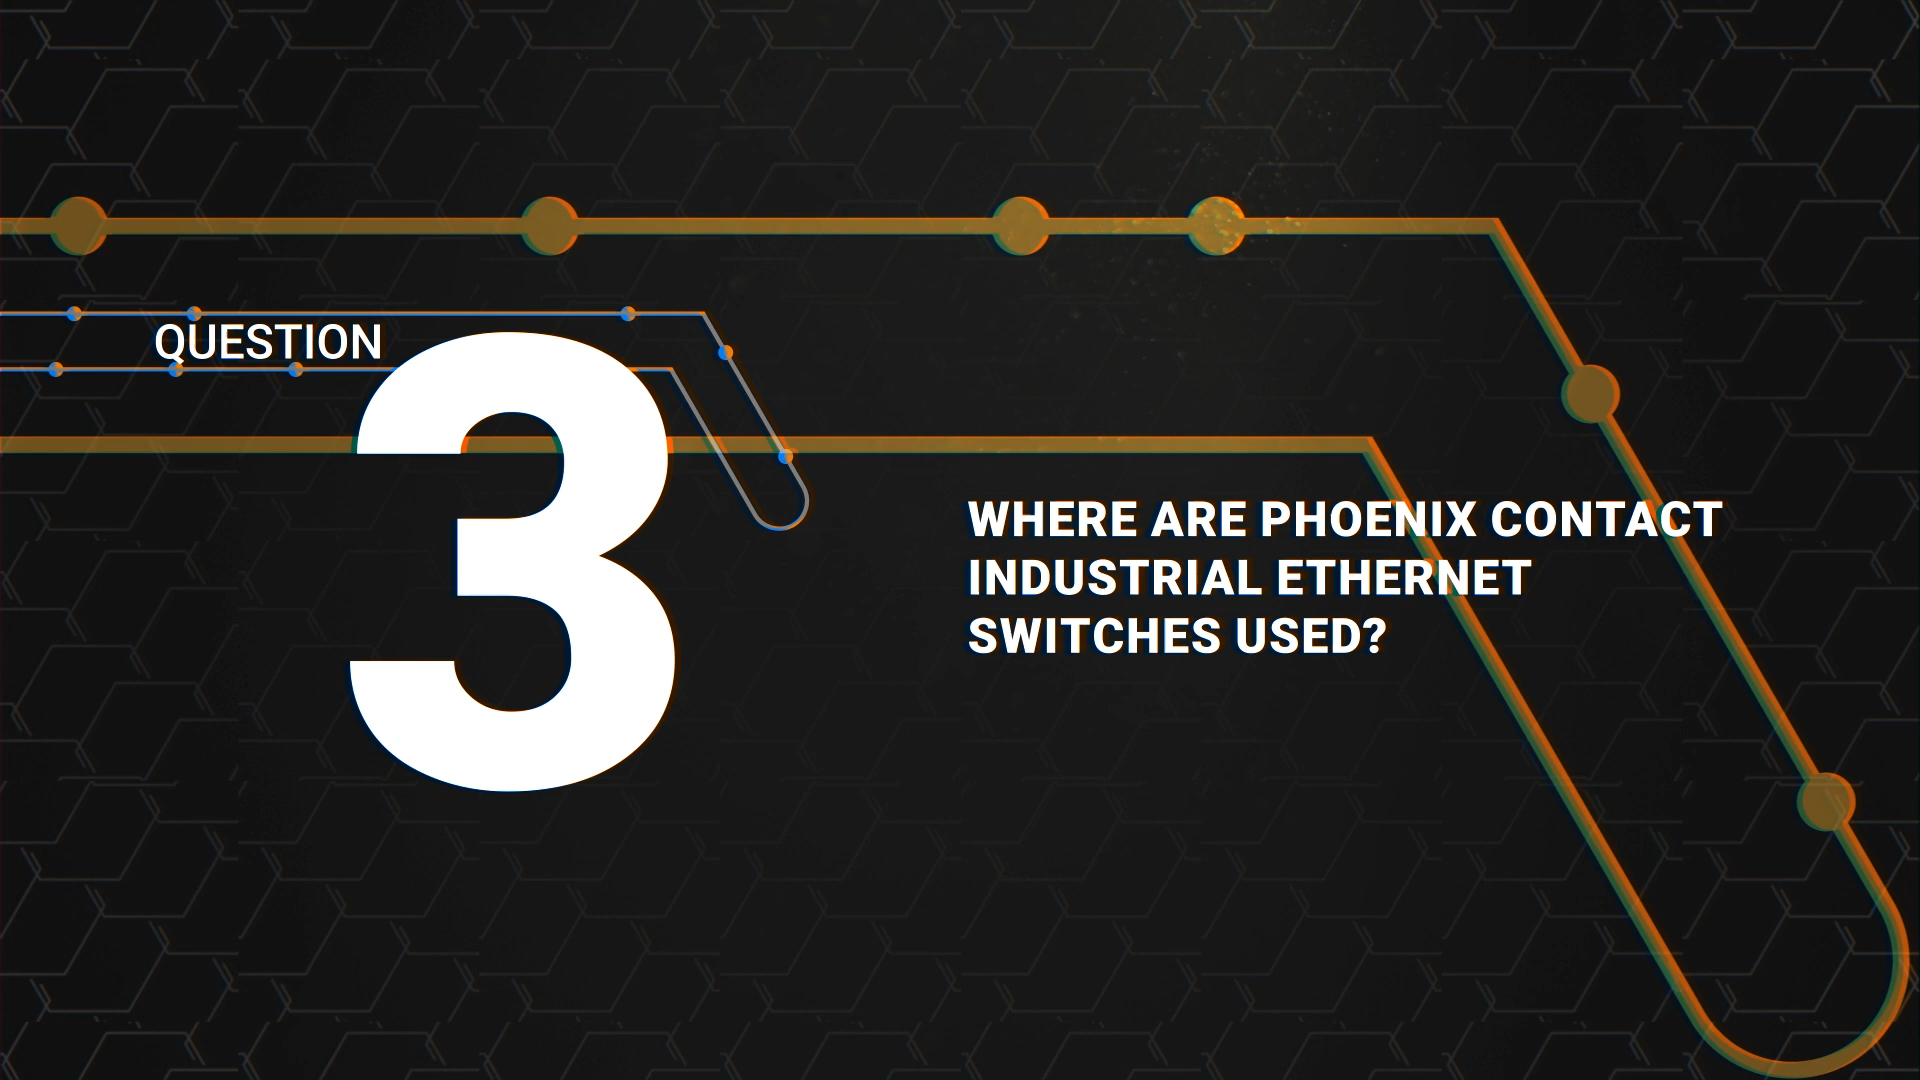 QUESTION
3
WHERE ARE PHOENIX CONTACT
INDUSTRIAL ETHERNET
SWITCHES USED?